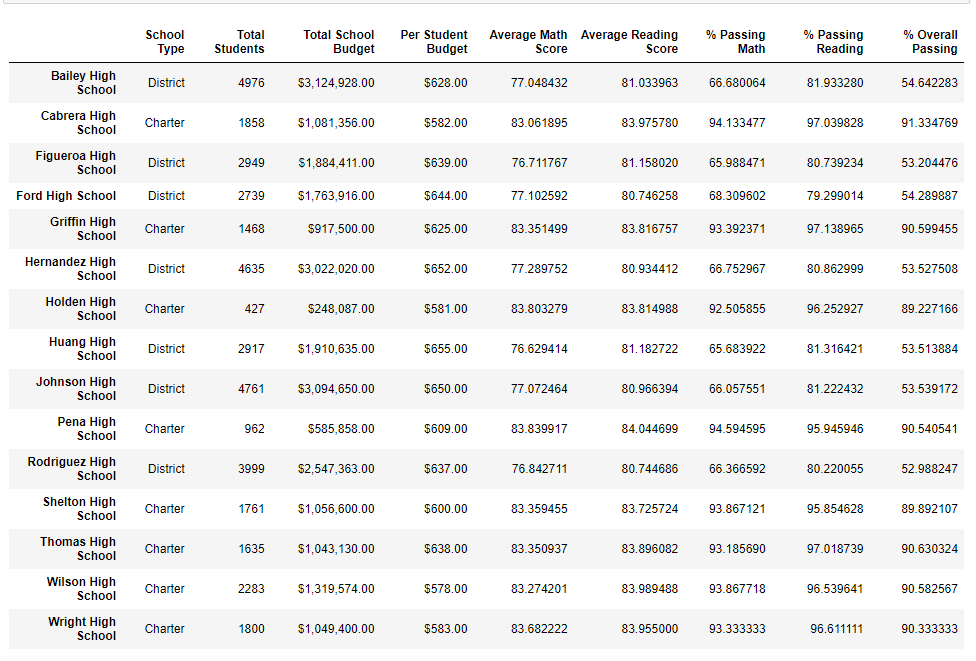 School Type Total Students Total School Budget Per Student Budget Average Math Score Average Reading Score % Passing Math % Passing Reading % Overall Passing
Bailey High School District 4976 $3,124,928.00 $628.00 77.048432 81.033963 66.680064 81.933280 54.642283
Cabrera High School Charter 1858 $1,081,356.00 $582.00 83.061895 83.975780 94.133477 97.039828 91.334769
Figueroa High School District 2949 $1,884,411.00 $639.00 76.711767 81.158020 65.988471 80.739234 53.204476
Ford High School District 2739 $1,763,916.00 $644.00 77.102592 80.746258 68.309602 79.299014 54.289887
Griffin High School Charter 1468 $917,500.00 $625.00 83.351499 83.816757 93.392371 97.138965 90.599455
Hernandez High School District 4635 $3,022,020.00 $652.00 77.289752 80.934412 66.752967 80.862999 53.527508
Holden High School Charter 427 $248,087.00 $581.00 83.803279 83.814988 92.505855 96.252927 89.227166
Huang High School District 2917 $1,910,635.00 $655.00 76.629414 81.182722 65.683922 81.316421 53.513884
Johnson High School District 4761 $3,094,650.00 $650.00 77.072464 80.966394 66.057551 81.222432 53.539172
Pena High School Charter 962 $585,858.00 $609.00 83.839917 84.044699 94.594595 95.945946 90.540541
Rodriguez High School District 3999 $2,547,363.00 $637.00 76.842711 80.744686 66.366592 80.220055 52.988247
Shelton High School Charter 1761 $1,056,600.00 $600.00 83.359455 83.725724 93.867121 95.854628 89.892107
Thomas High School Charter 1635 $1,043,130.00 $638.00 83.350937 83.896082 93.185690 97.018739 90.630324
Wilson High School Charter 2283 $1,319,574.00 $578.00 83.274201 83.989488 93.867718 96.539641 90.582567
Wright High School Charter 1800 $1,049,400.00 $583.00 83.682222 83.955000 93.333333 96.611111 90.333333